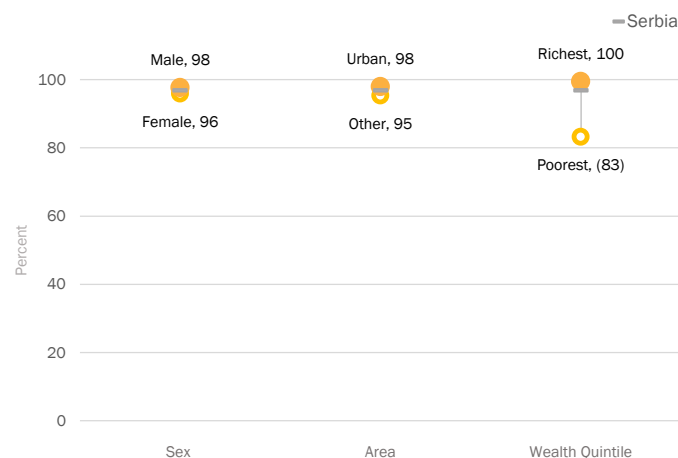 Serbia
Male, 98
Urban, 98
Richest, 100
Female, 96
Other, 95
Poorest, (83)
Percent
100
80
60
40
20
0
Sex
Area
Wealth Quintile